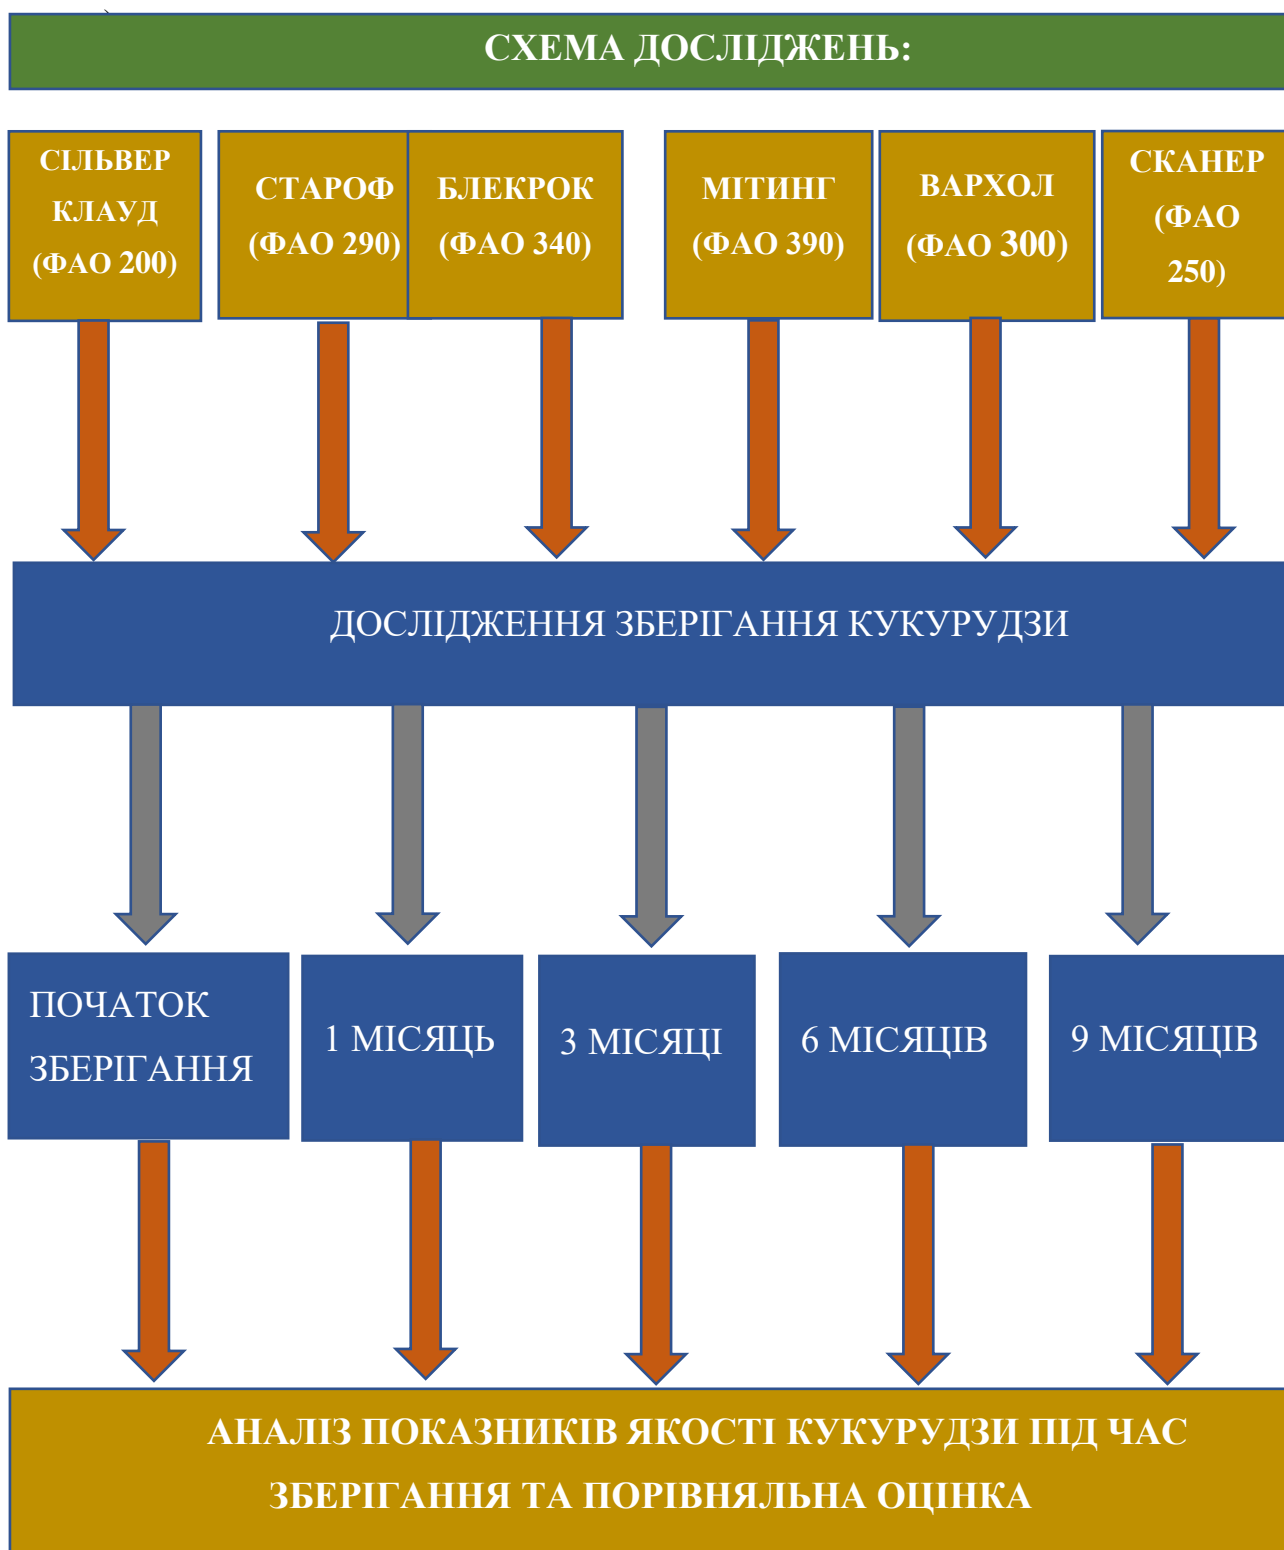 СХЕМА ДОСЛІДЖЕНЬ:
СІЛЬВЕР
КЛАУД
(ФАО 200)
СТАРОФ
(ФАО 290)
БЛЕКРОК
(ФАО 340)
МІТИНГ
(ФАО 390)
ВАРХОЛ
(ФАО 300)
СКАНЕР
(ФАО
250)
ДОСЛІДЖЕННЯ ЗБЕРІГАННЯ КУКУРУДЗИ
ПОЧАТОК
ЗБЕРІГАННЯ
1 МІСЯЦЬ
3 МІСЯЦІ
6 МІСЯЦІВ
9 МІСЯЦІВ
АНАЛІЗ ПОКАЗНИКІВ ЯКОСТІ КУКУРУДЗИ ПІД ЧАС
ЗБЕРІГАННЯ ТА ПОРІВНЯЛЬНА ОЦІНКА